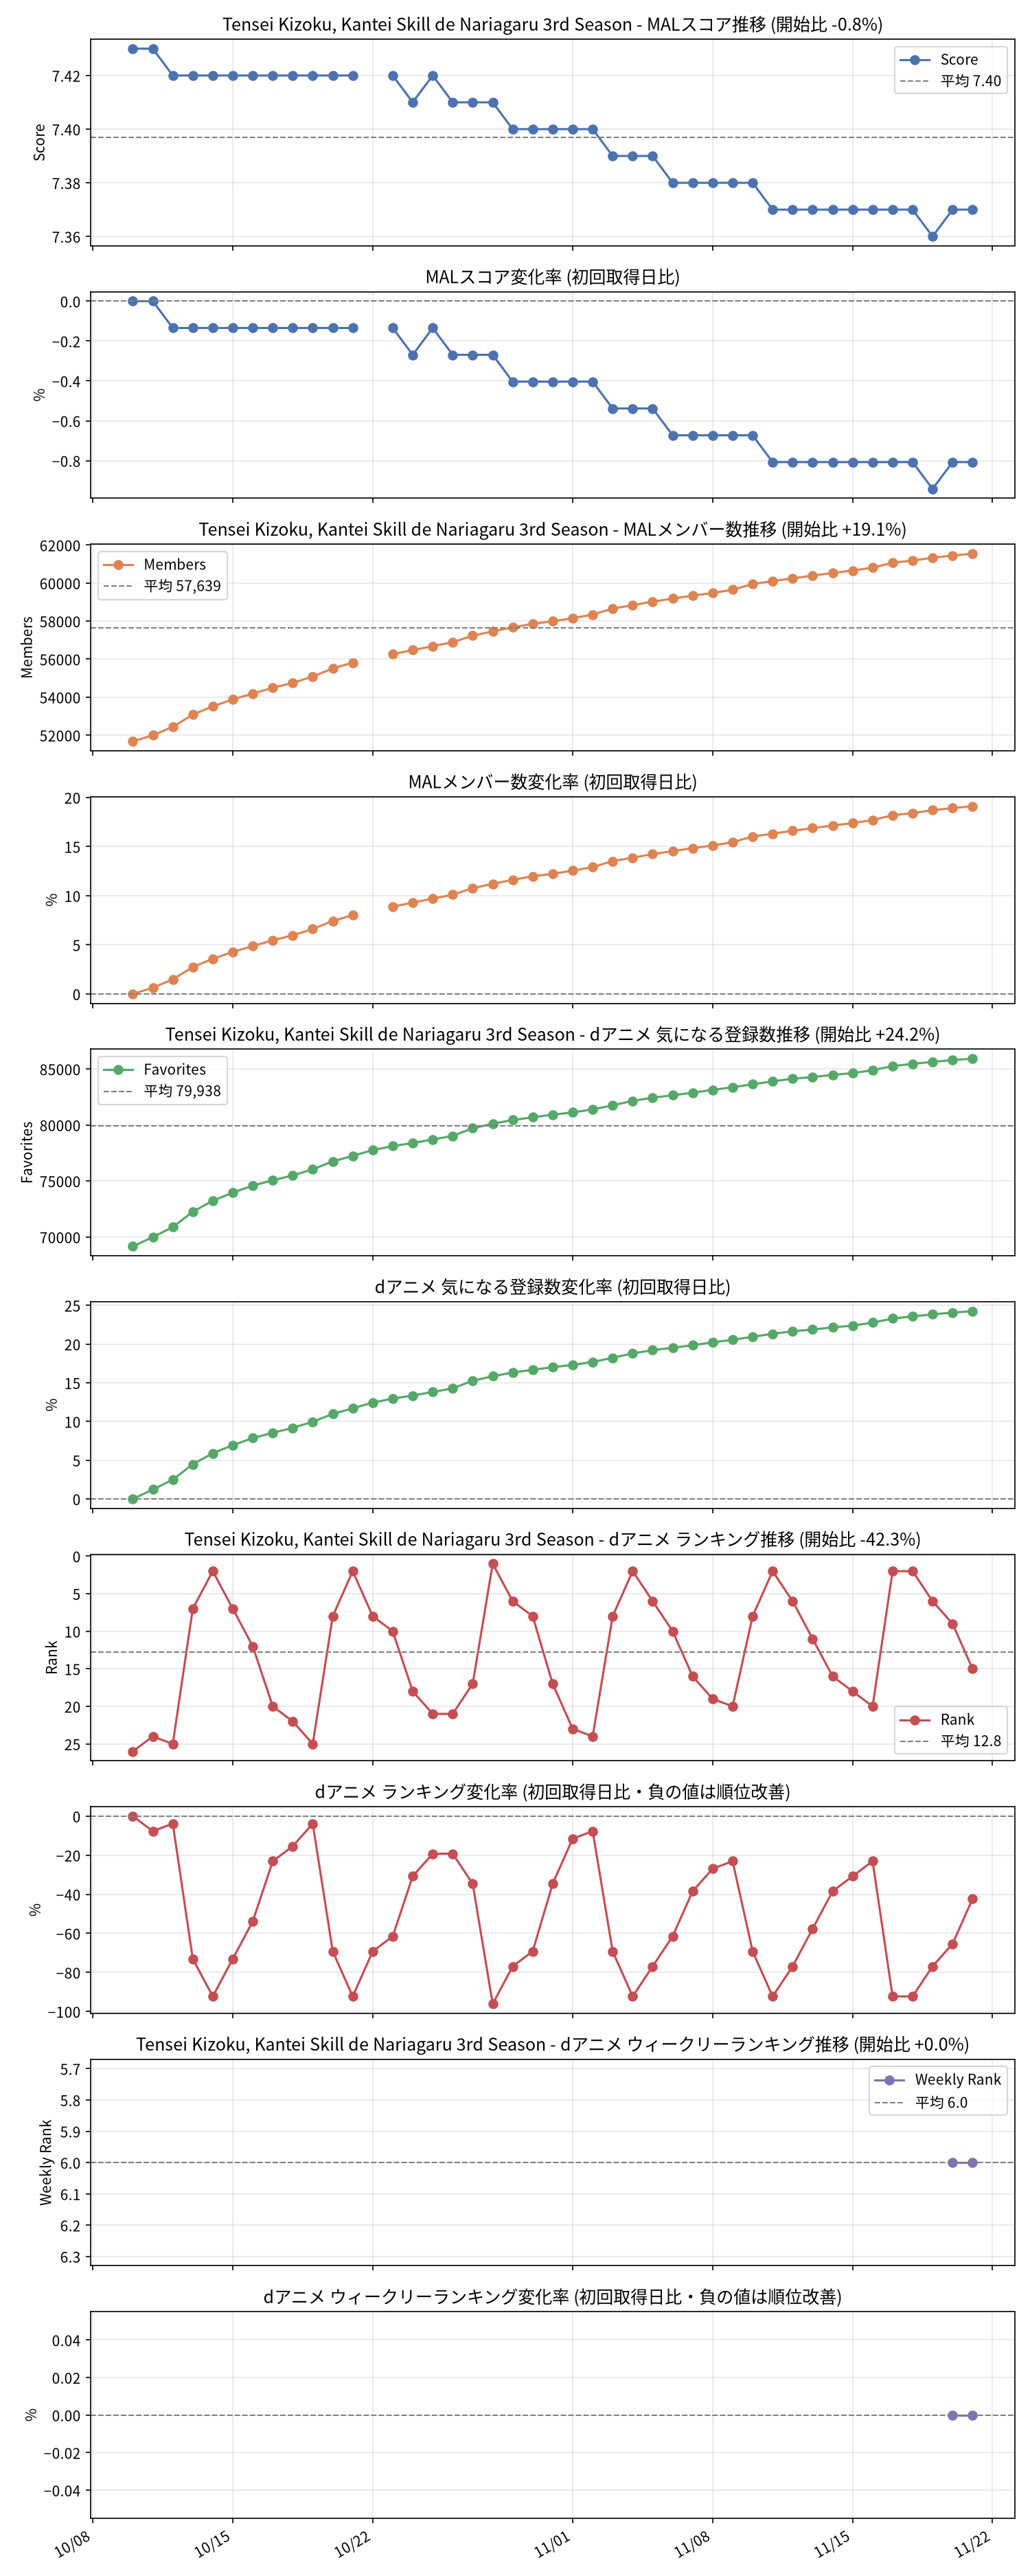 Tensei Kizoku, Kantei Skill de Nariagaru 3rd Season - MALスコア推移 (開始比 -0.8%)
Score
7.42
7.40
7.38
7.36
Score
平均 7.40
MALスコア変化率 (初回取得日比)
%
0.0
−0.2
−0.4
−0.6
−0.8
Tensei Kizoku, Kantei Skill de Nariagaru 3rd Season - MALメンバー数推移 (開始比 +19.1%)
Members
62000
60000
58000
56000
54000
52000
Members
平均 57,639
MALメンバー数変化率 (初回取得日比)
%
20
15
10
5
0
Tensei Kizoku, Kantei Skill de Nariagaru 3rd Season - dアニメ 気になる登録数推移 (開始比 +24.2%)
Favorites
85000
80000
75000
70000
Favorites
平均 79,938
dアニメ 気になる登録数変化率 (初回取得日比)
%
25
20
15
10
5
0
Tensei Kizoku, Kantei Skill de Nariagaru 3rd Season - dアニメ ランキング推移 (開始比 -42.3%)
Rank
0
5
10
15
20
25
Rank
平均 12.8
dアニメ ランキング変化率 (初回取得日比・負の値は順位改善)
%
0
−20
−40
−60
−80
−100
Tensei Kizoku, Kantei Skill de Nariagaru 3rd Season - dアニメ ウィークリーランキング推移 (開始比 +0.0%)
Weekly Rank
5.7
5.8
5.9
6.0
6.1
6.2
6.3
Weekly Rank
平均 6.0
dアニメ ウィークリーランキング変化率 (初回取得日比・負の値は順位改善)
%
0.04
0.02
0.00
−0.02
−0.04
10/08
10/15
10/22
11/01
11/08
11/15
11/22